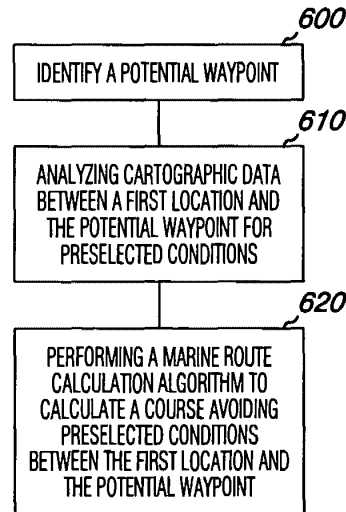 600
IDENTIFY A POTENTIAL WAYPOINT
610
ANALYZING CARTOGRAPHIC DATA
BETWEEN A FIRST LOCATION AND
THE POTENTIAL WAYPOINT FOR
PRESELECTED CONDITIONS
620
PERFORMING A MARINE ROUTE
CALCULATION ALGORITHM TO
CALCULATE A COURSE AVOIDING
PRESELECTED CONDITIONS
BETWEEN THE FIRST LOCATION AND
THE POTENTIAL WAYPOINT